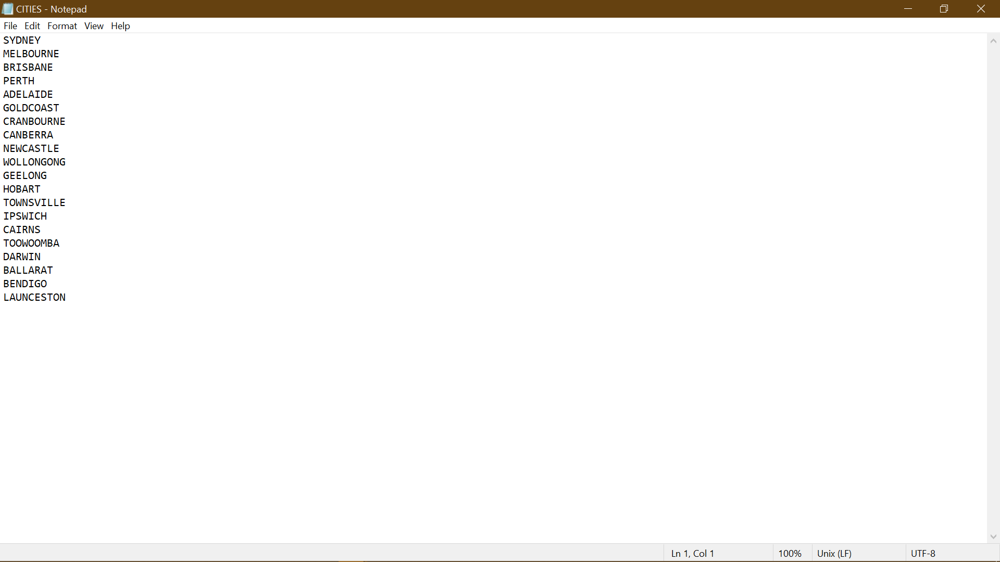 CITIES - Notepad
File Edit Format View Help
SYDNEY
MELBOURNE
BRISBANE
PERTH
ADELAIDE
GOLDCOAST
CRANBOURNE
CANBERRA
NEWCASTLE
WOLLONGONG
GEELONG
HOBART
TOWNSVILLE
IPSWICH
CAIRNS
TOOWOOMBA
DARWIN
BALLARAT
BENDIGO
LAUNCESTON
Ln 1, Col 1 100% Unix (LF) UTF-8